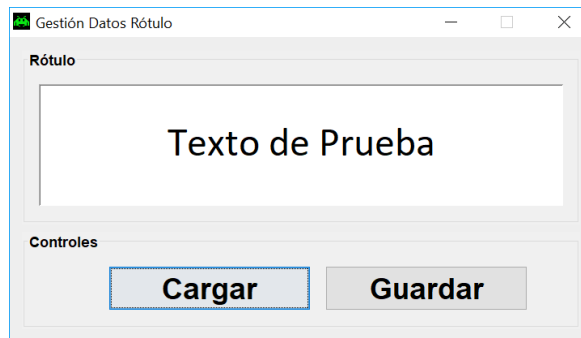 Gestión Datos Rótulo
Rótulo
Texto de Prueba
Controles
Cargar Guardar